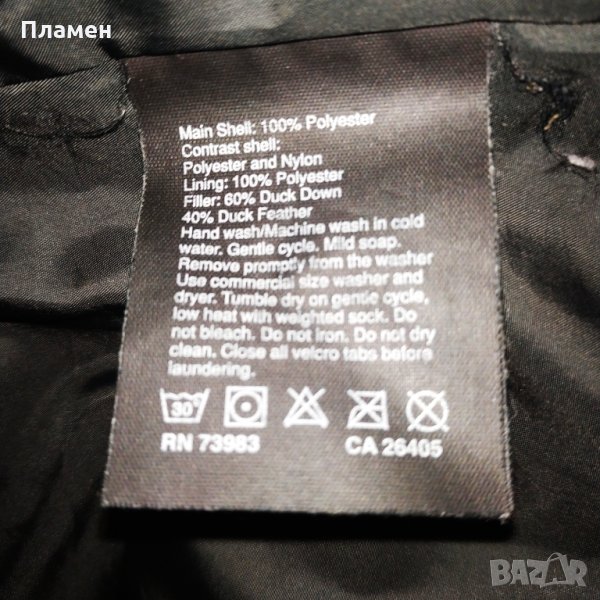 Пламен
Main Shell: 100% Polyester
Contrast shell:
Polyester and Nylon
Lining: 100% Polyester
Filler: 60% Duck Down
40% Duck Feather
Hand wash/Machine wash in cold
water. Gentle cycle. Mild soap.
Remove promptly from the washer
Use commercial size washer and
dryer. Tumble dry on gentle cycle,
low heat with weighted sock. Do
not bleach. Do not iron. Do not dry
clean. Close all velcro tabs before
laundering.
30
RN 73983 CA 26405
BAZAR